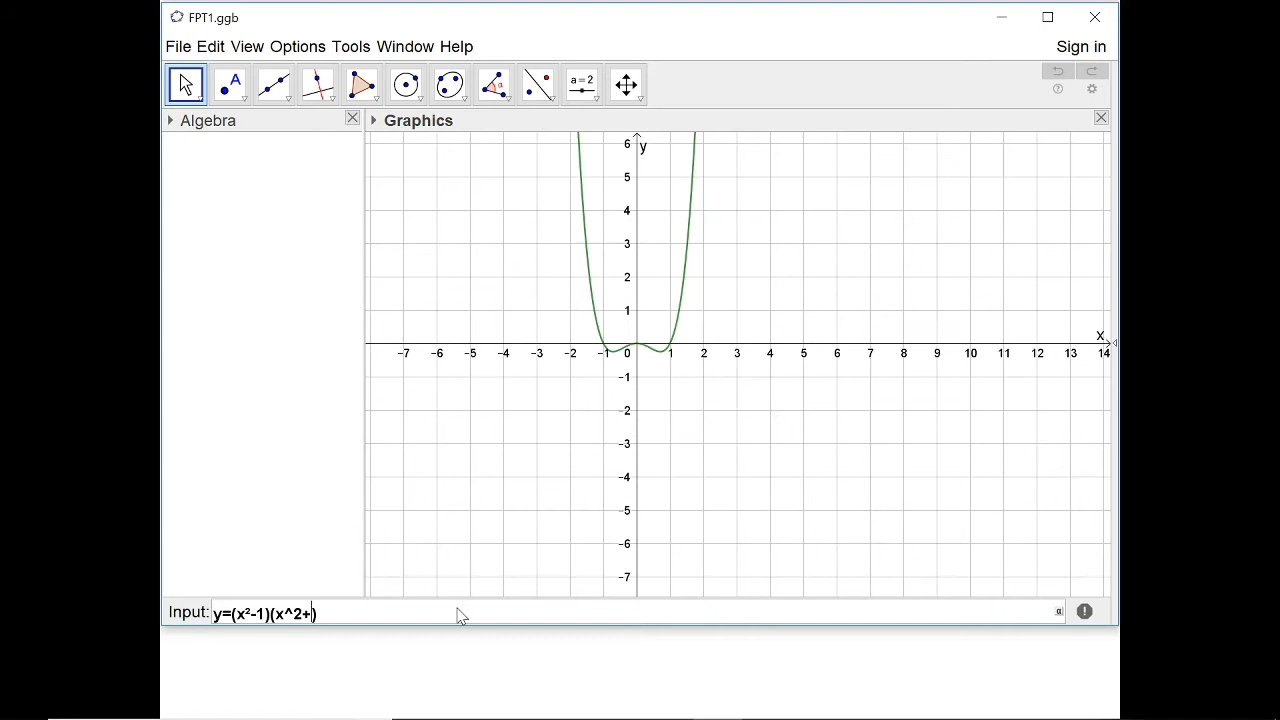 FPT1.ggb
File Edit View Options Tools Window Help
Sign in
A
α
a=2
Algebra
Graphics
y
6
5
4
3
2
1
x
-7 -6 -5 -4 -3 -2 -1 0 1 2 3 4 5 6 7 8 9 10 11 12 13 14
-1
-2
-3
-4
-5
-6
-7
Input: y=(x²-1)(x^2+)
α